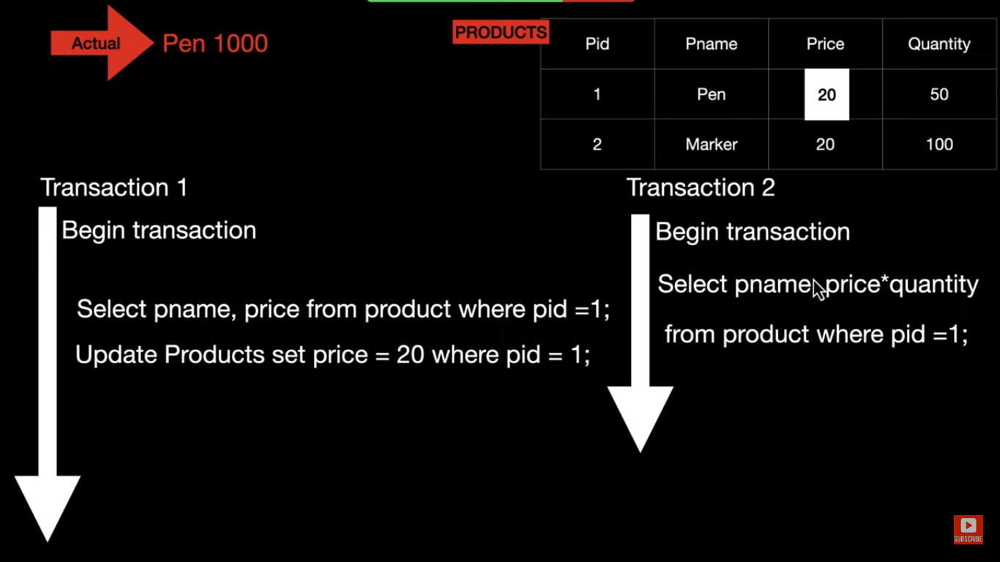 Actual
Pen 1000
PRODUCTS
Pid Pname Price Quantity
1 Pen 20 50
2 Marker 20 100
Transaction 1
Begin transaction
Select pname, price from product where pid =1;
Update Products set price = 20 where pid = 1;
Transaction 2
Begin transaction
Select pname, price*quantity
from product where pid =1;
SUBSCRIBE